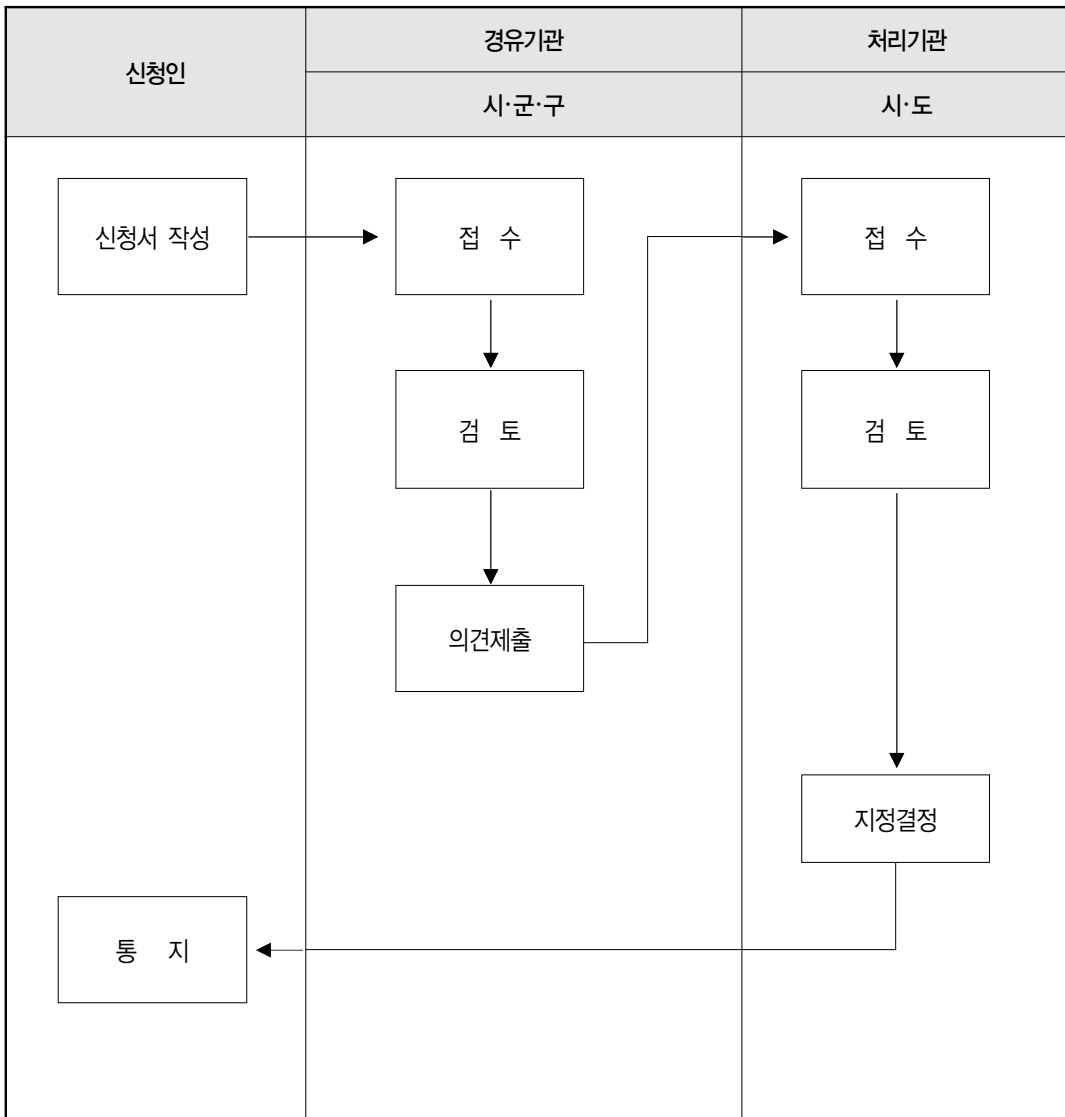 신청인
경유기관
처리기관
시·군·구
시·도
신청서 작성
접 수
접 수
검 토
검 토
의견제출
지정결정
통 지